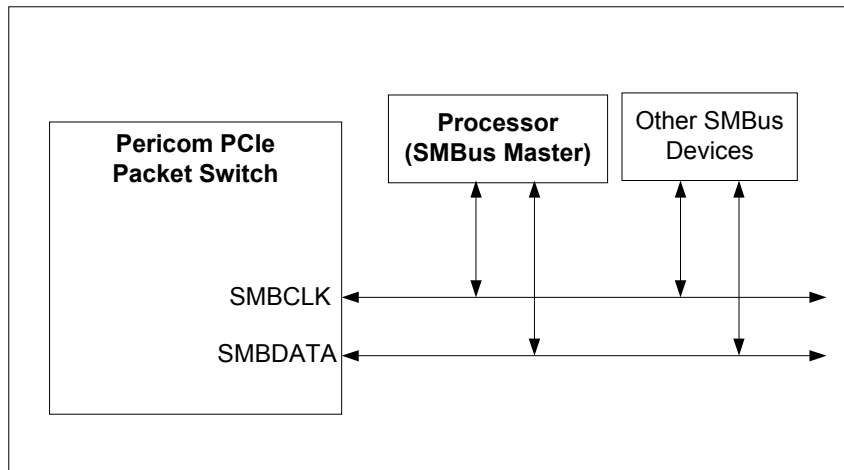 Pericom PCIe
Packet Switch
Processor
(SMBus Master)
Other SMBus
Devices
SMBCLK
SMBDATA